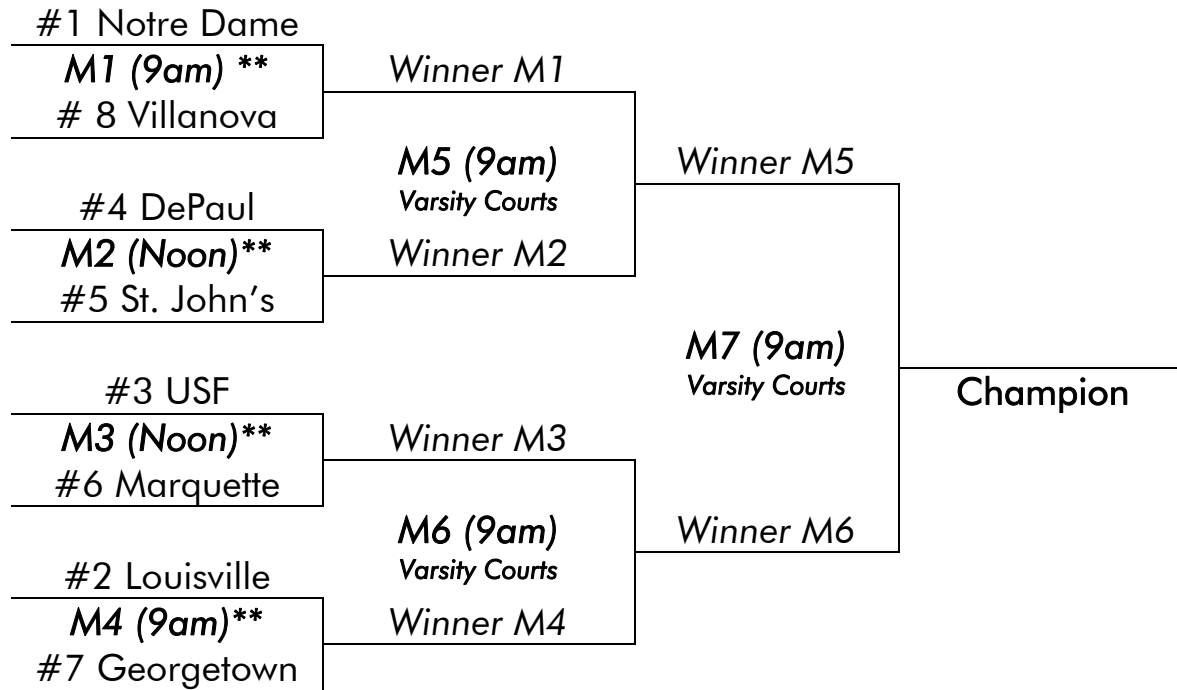 #1 Notre Dame
M1 (9am) **
# 8 Villanova
Winner M1
M5 (9am)
Varsity Courts
Winner M5
#4 DePaul
M2 (Noon)**
#5 St. John’s
Winner M2
M7 (9am)
Varsity Courts
Champion
#3 USF
M3 (Noon)**
#6 Marquette
Winner M3
M6 (9am)
Varsity Courts
Winner M6
#2 Louisville
M4 (9am)**
#7 Georgetown
Winner M4